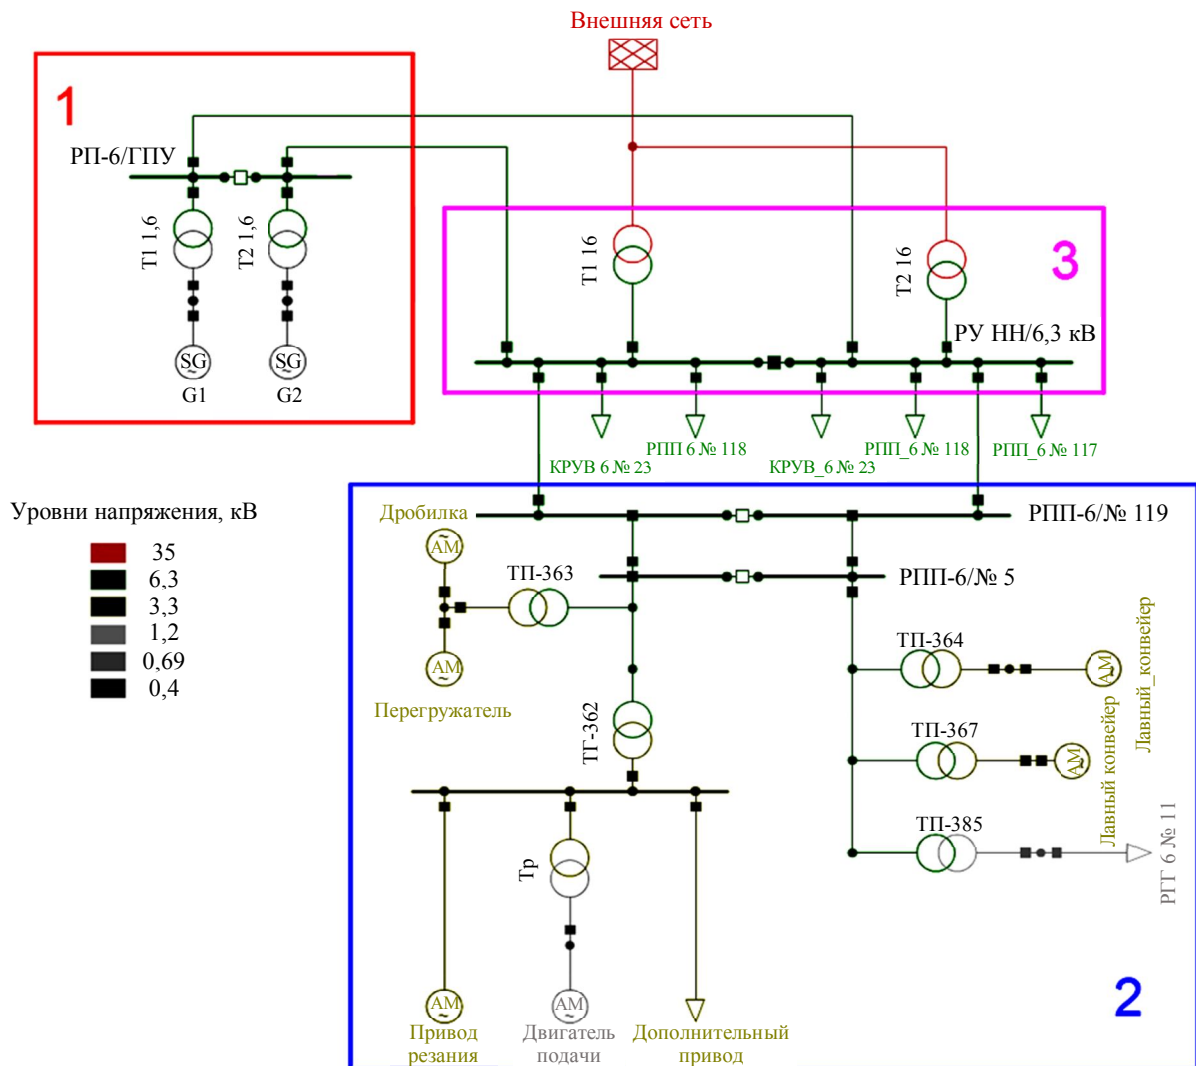 Внешняя сеть
1
РП-6/ГПУ
Т1 1,6
Т2 1,6
SG
G1
SG
G2
3
Т1 16
Т2 16
РУ НН/6,3 кВ
КРУВ 6 № 23
РПП 6 № 118
КРУВ_6 № 23
РПП_6 № 118
РПП_6 № 117
Уровни напряжения, кВ
35
6,3
3,3
1,2
0,69
0,4
Дробилка
АМ
ТП-363
АМ
Перегружатель
РПП-6/№ 119
РПП-6/№ 5
ТП-364
АМ
Лавный_конвейер
ТП-367
АМ
Лавный конвейер
ТП-385
РГГ 6 № 11
ТГ-362
Тр
АМ
Привод
резания
АМ
Двигатель
подачи
Дополнительный
привод
2